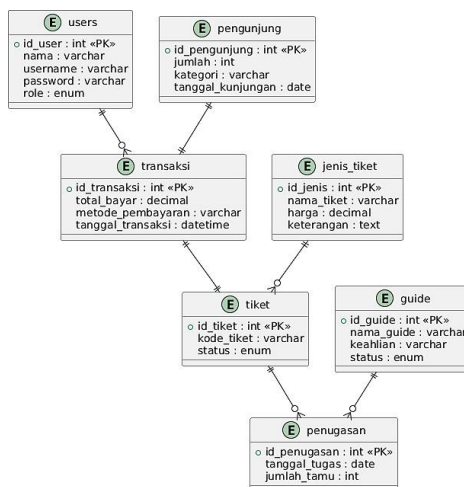 E users
id_user : int «PK»
nama : varchar
username : varchar
password : varchar
role : enum
E pengunjung
id_pengunjung : int «PK»
jumlah : int
kategori : varchar
tanggal_kunjungan : date
E transaksi
id_transaksi : int «PK»
total_bayar : decimal
metode_pembayaran : varchar
tanggal_transaksi : datetime
E jenis_tiket
id_jenis : int «PK»
nama_tiket : varchar
harga : decimal
keterangan : text
E tiket
id_tiket : int «PK»
kode_tiket : varchar
status : enum
E guide
id_guide : int «PK»
nama_guide : varchar
keahlian : varchar
status : enum
E penugasan
id_penugasan : int «PK»
tanggal_tugas : date
jumlah_tamu : int